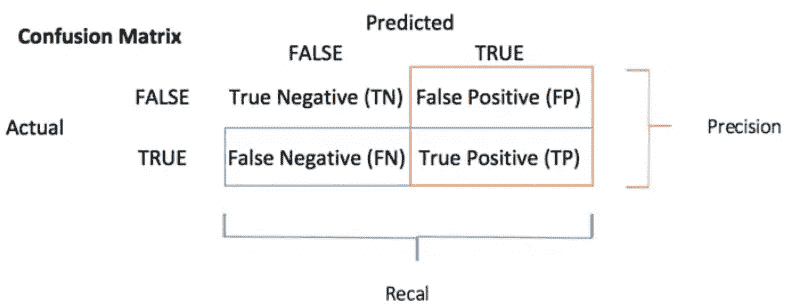 Confusion Matrix
Predicted
FALSE TRUE
Actual
FALSE True Negative (TN) False Positive (FP)
TRUE False Negative (FN) True Positive (TP)
Precision
Recal